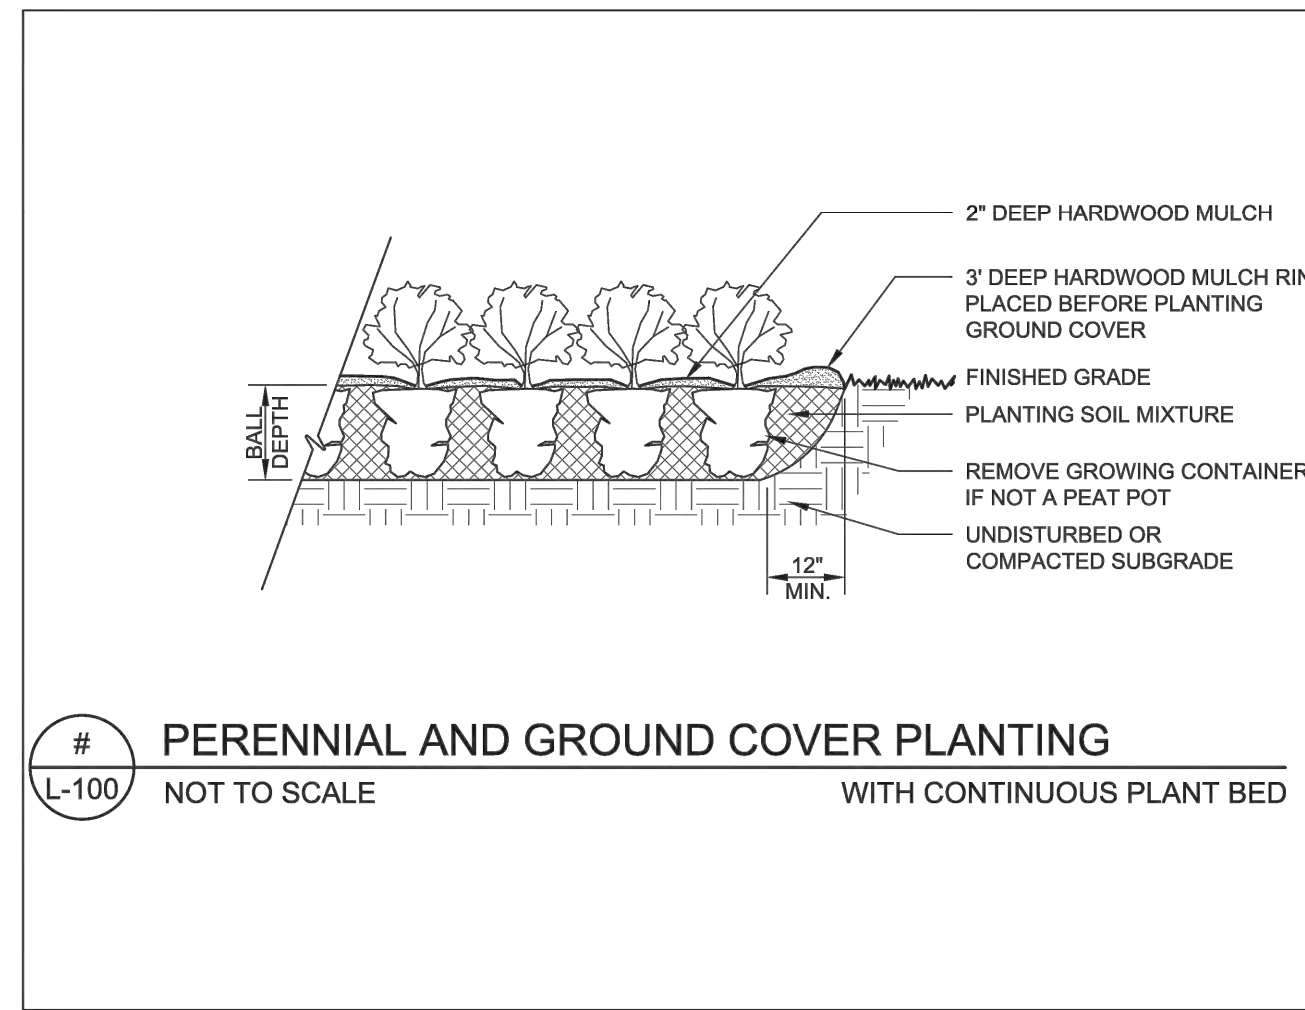 2" DEEP HARDWOOD MULCH
3' DEEP HARDWOOD MULCH RIN
PLACED BEFORE PLANTING
GROUND COVER
FINISHED GRADE
PLANTING SOIL MIXTURE
REMOVE GROWING CONTAINER
IF NOT A PEAT POT
UNDISTURBED OR
COMPACTED SUBGRADE
BALL
DEPTH
12"
MIN.
#
L-100
PERENNIAL AND GROUND COVER PLANTING
NOT TO SCALE
WITH CONTINUOUS PLANT BED